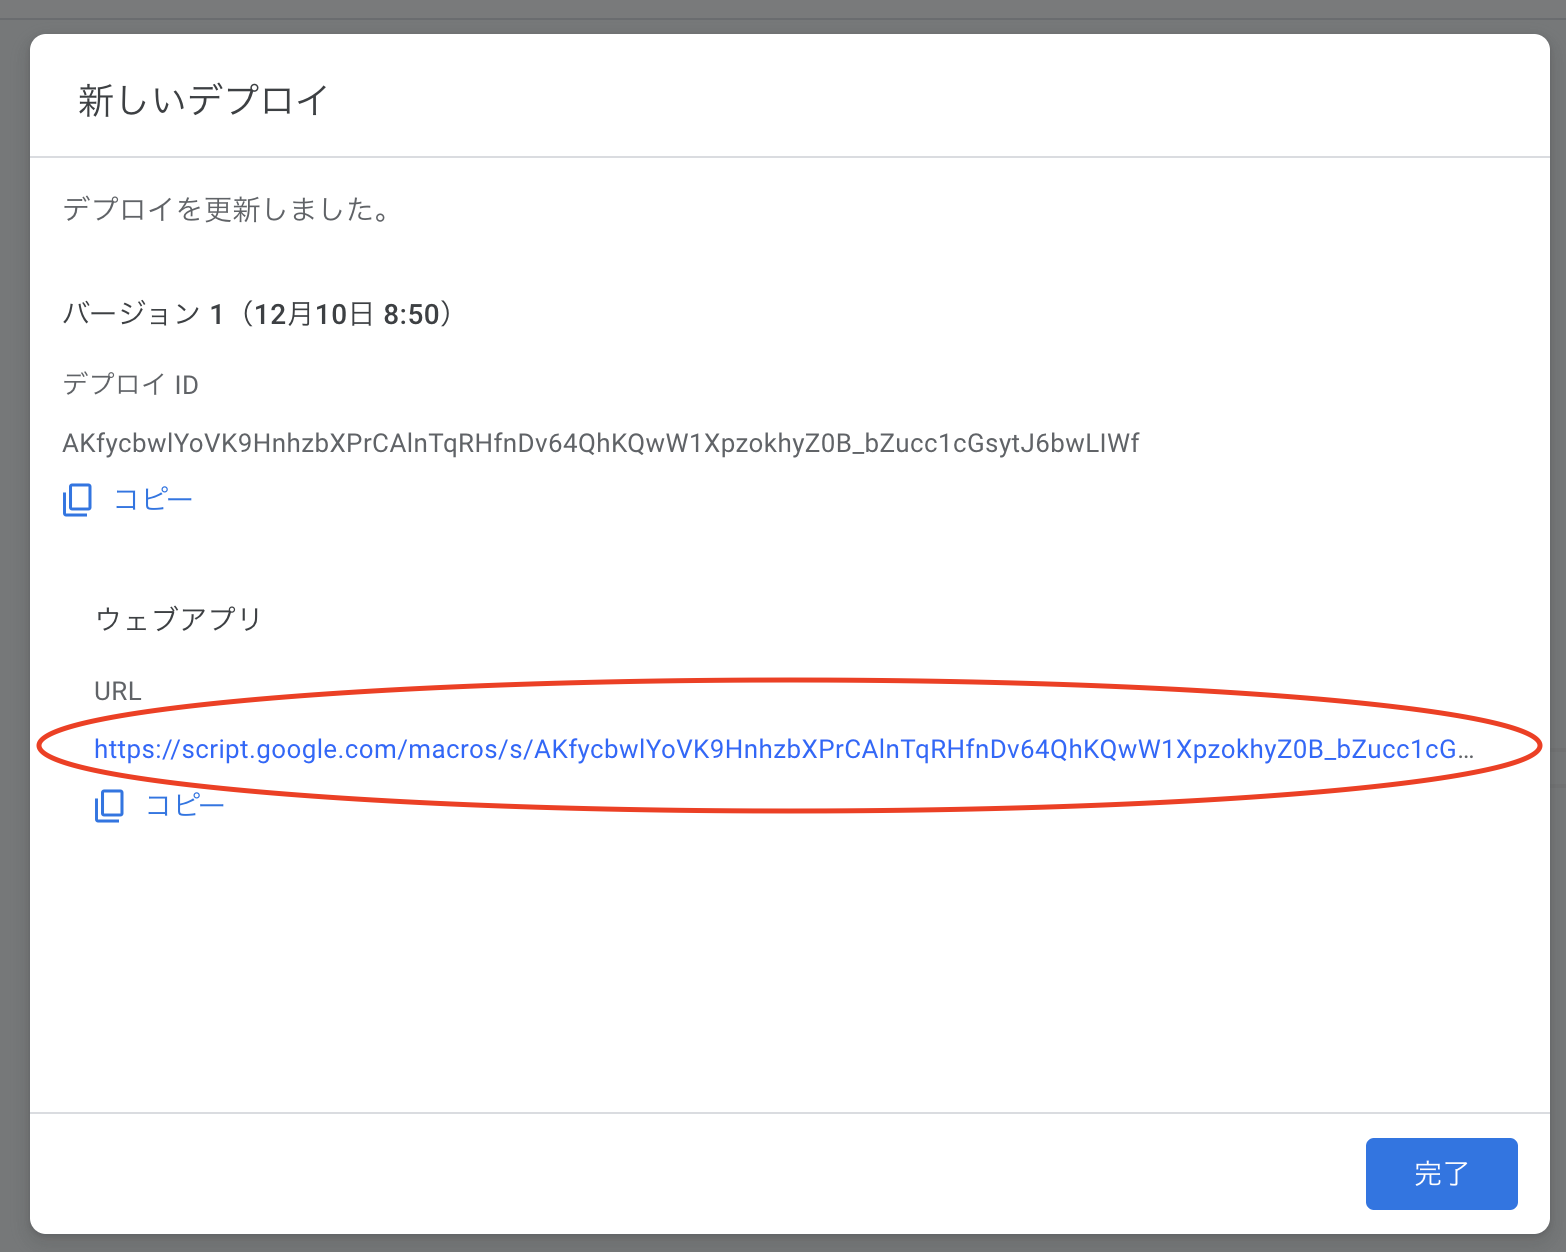 新しいデプロイ
デプロイを更新しました。
バージョン 1（12月10日 8:50）
デプロイ ID
AKfycbwlYoVK9HnhzbXPrCAlnTqRHfnDv64QhKQwW1XpzokhyZ0B_bZucc1cGsytJ6bwLIWf
コピー
ウェブアプリ
URL
https://script.google.com/macros/s/AKfycbwlYoVK9HnhzbXPrCAlnTqRHfnDv64QhKQwW1XpzokhyZ0B_bZucc1cG...
コピー
完了